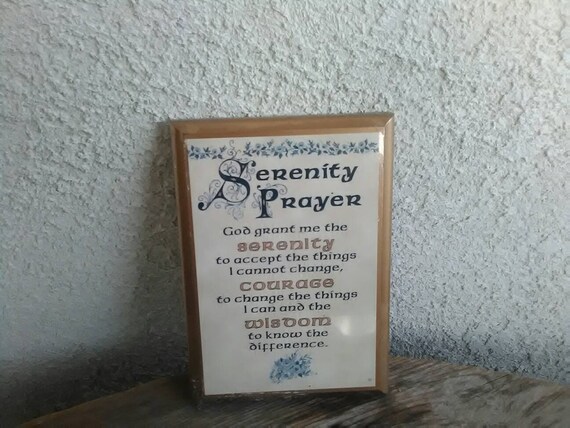 Serenity
Prayer
God grant me the
SERENITY
to accept the things
I cannot change,
COURAGE
to change the things
I can and the
WISDOM
to know the
difference.